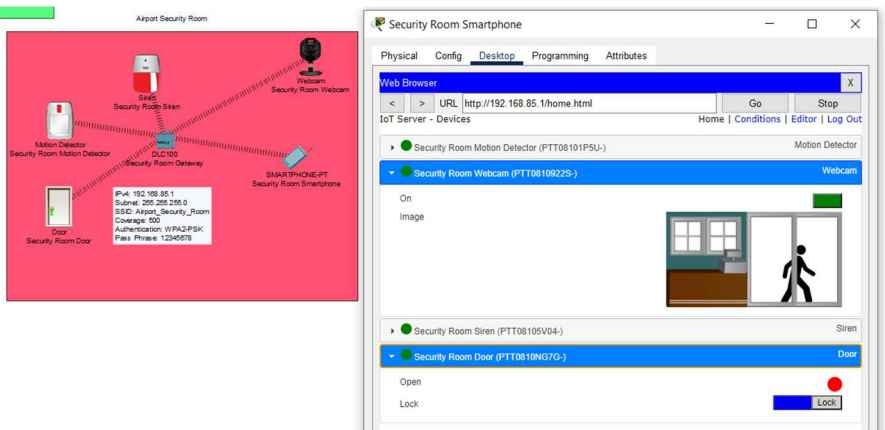 Airport Security Room
Webcam
Security Room Webcam
Siren
Security Room Siren
Motion Detector
Security Room Motion Detector
DLC100
Security Room Gateway
SMARTPHONE-PT
Security Room Smartphone
Door
Security Room Door
IPv4: 192.168.85.1
Subnet: 255.255.255.0
SSID: Airport_Security_Room
Coverage: 500
Authentication: WPA2-PSK
Pass Phrase: 12345678
Security Room Smartphone
Physical Config Desktop Programming Attributes
Web Browser X
< > URL http://192.168.85.1/home.html Go Stop
IoT Server - Devices Home | Conditions | Editor | Log Out
Security Room Motion Detector (PTT08101P5U-) Motion Detector
Security Room Webcam (PTT0810922S-) Webcam
On
Image
Security Room Siren (PTT08105V04-) Siren
Security Room Door (PTT0810NG7G-) Door
Open
Lock Lock